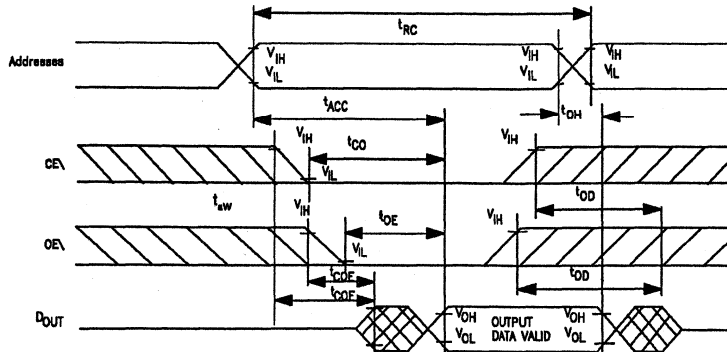 tRC
Addresses VIH VIH VIH
VIL VIL VIL
tACC tOH
VIH tCO VIH
CE\ VIL
taw tOD
VIH tOE VIH
OE\ VIL
tCOE tOD
tCOE
DOUT VOH OUTPUT VOH
VOL DATA VALID VOL